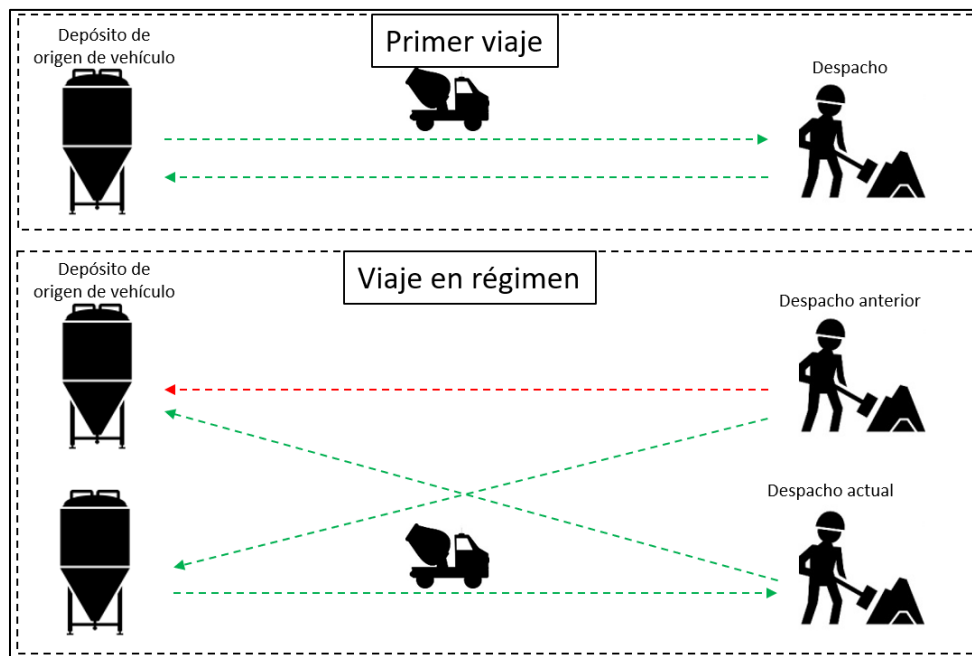 Depósito de
origen de vehículo
Primer viaje
Despacho
Depósito de
origen de vehículo
Viaje en régimen
Despacho anterior
Despacho actual